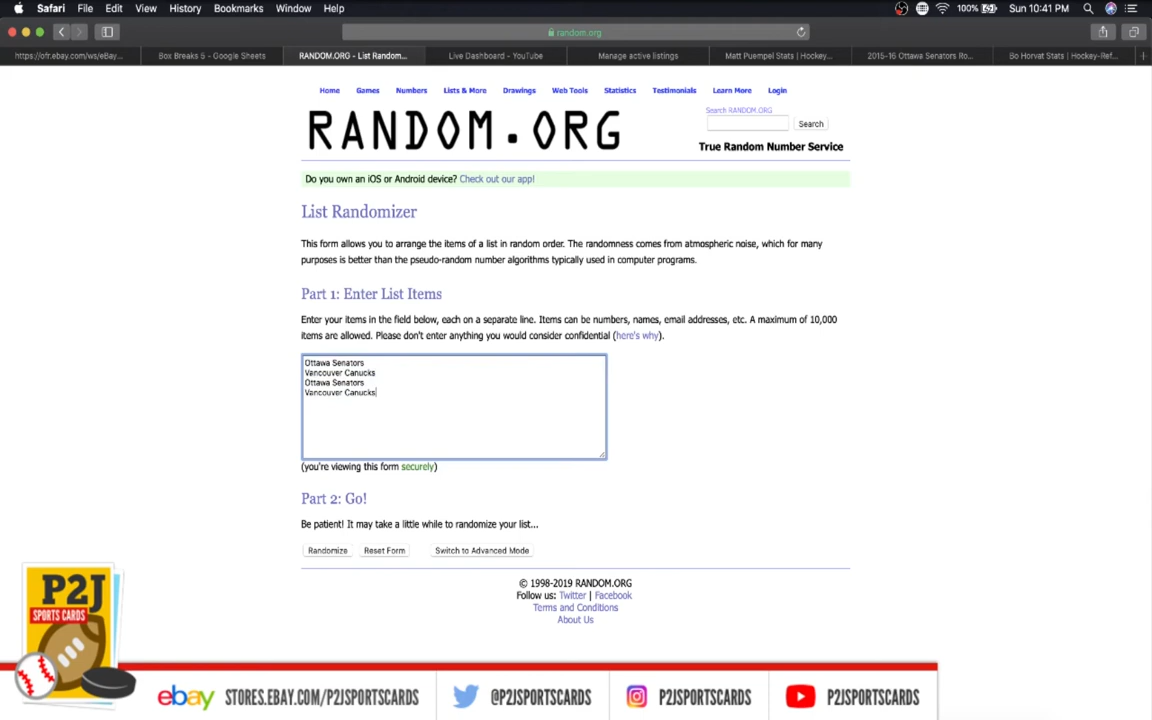 Safari File Edit View History Bookmarks Window Help 100% Sun 10:41 PM
random.org
https://ofr.ebay.com/ws/eBay... Box Breaks 5 - Google Sheets RANDOM.ORG - List Random... Live Dashboard - YouTube Manage active listings Matt Puempel Stats | Hockey-... 2015-16 Ottawa Senators Ro... Bo Horvat Stats | Hockey-Ref...
Home Games Numbers Lists & More Drawings Web Tools Statistics Testimonials Learn More Login
RANDOM.ORG
Search RANDOM.ORG
Search
True Random Number Service
Do you own an iOS or Android device? Check out our app!
List Randomizer
This form allows you to arrange the items of a list in random order. The randomness comes from atmospheric noise, which for many
purposes is better than the pseudo-random number algorithms typically used in computer programs.
Part 1: Enter List Items
Enter your items in the field below, each on a separate line. Items can be numbers, names, email addresses, etc. A maximum of 10,000
items are allowed. Please don't enter anything you would consider confidential (here's why).
Ottawa Senators
Vancouver Canucks
Ottawa Senators
Vancouver Canucks
(you're viewing this form securely)
Part 2: Go!
Be patient! It may take a little while to randomize your list...
Randomize Reset Form Switch to Advanced Mode
© 1998-2019 RANDOM.ORG
Follow us: Twitter | Facebook
Terms and Conditions
About Us
P2J
SPORTS CARDS
ebay STORES.EBAY.COM/P2JSPORTSCARDS @P2JSPORTSCARDS P2JSPORTSCARDS P2JSPORTSCARDS